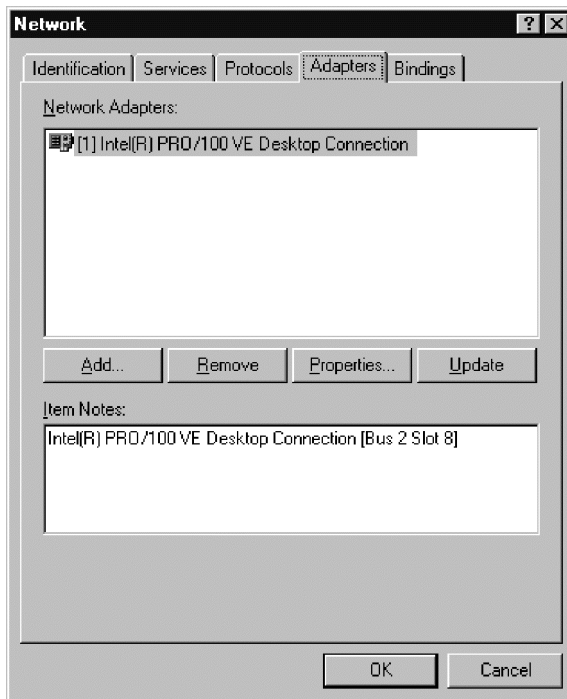 Network
Identification Services Protocols Adapters Bindings
Network Adapters:
[1] Intel(R) PRO/100 VE Desktop Connection
Add... Remove Properties... Update
Item Notes:
Intel(R) PRO/100 VE Desktop Connection [Bus 2 Slot 8]
OK Cancel